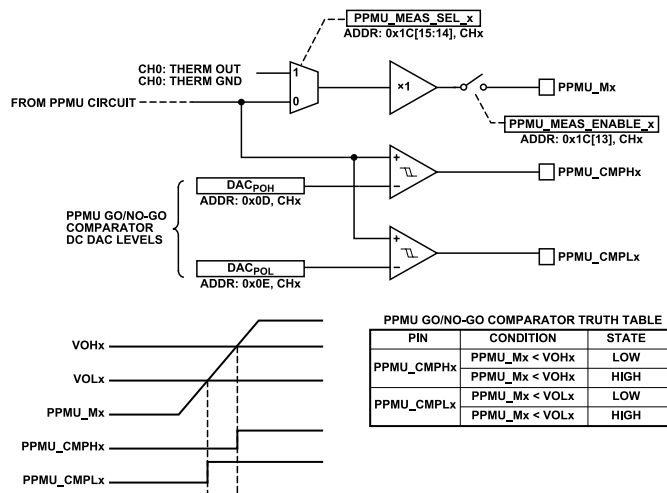 PPMU_MEAS_SEL_x
ADDR: 0x1C[15:14], CHx
CH0: THERM OUT
CH0: THERM GND
1
0
FROM PPMU CIRCUIT
×1
PPMU_Mx
PPMU_MEAS_ENABLE_x
ADDR: 0x1C[13], CHx
+
−
PPMU_CMPHx
DACPOH
ADDR: 0x0D, CHx
PPMU GO/NO-GO
COMPARATOR
DC DAC LEVELS
+
−
PPMU_CMPLx
DACPOL
ADDR: 0x0E, CHx
VOHx
VOLx
PPMU_Mx
PPMU_CMPHx
PPMU_CMPLx
PPMU GO/NO-GO COMPARATOR TRUTH TABLE
PIN CONDITION STATE
PPMU_CMPHx PPMU_Mx < VOHx LOW
PPMU_Mx < VOHx HIGH
PPMU_CMPLx PPMU_Mx < VOLx LOW
PPMU_Mx < VOLx HIGH